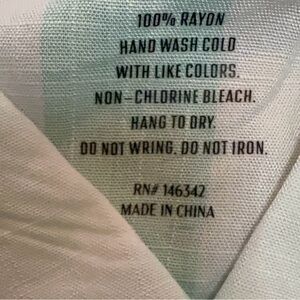 100% RAYON
HAND WASH COLD
WITH LIKE COLORS.
NON-CHLORINE BLEACH.
HANG TO DRY.
DO NOT WRING. DO NOT IRON.
RN# 146342
MADE IN CHINA